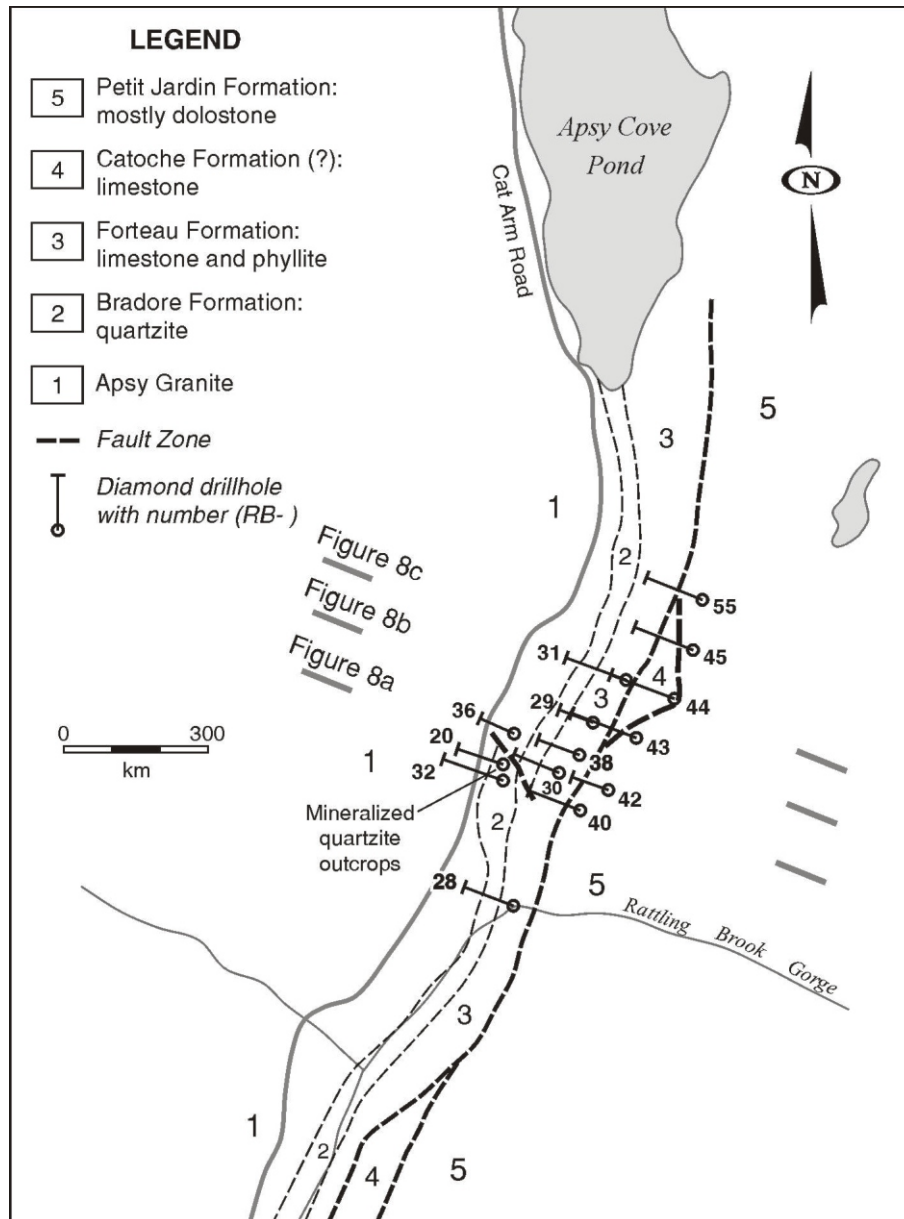 LEGEND
5 Petit Jardin Formation:
mostly dolostone
4 Catoche Formation (?):
limestone
3 Forteau Formation:
limestone and phyllite
2 Bradore Formation:
quartzite
1 Apsy Granite
Fault Zone
Diamond drillhole
with number (RB- )
Apsy Cove
Pond
N
Cat Arm Road
5
3
1
2
Figure 8c
Figure 8b
Figure 8a
0 300
km
55
45
31
4
44
3
29
43
36
38
20
1
32
30
42
40
Mineralized
quartzite
outcrops
2
28
5
Rattling Brook Gorge
3
1
2
4
5